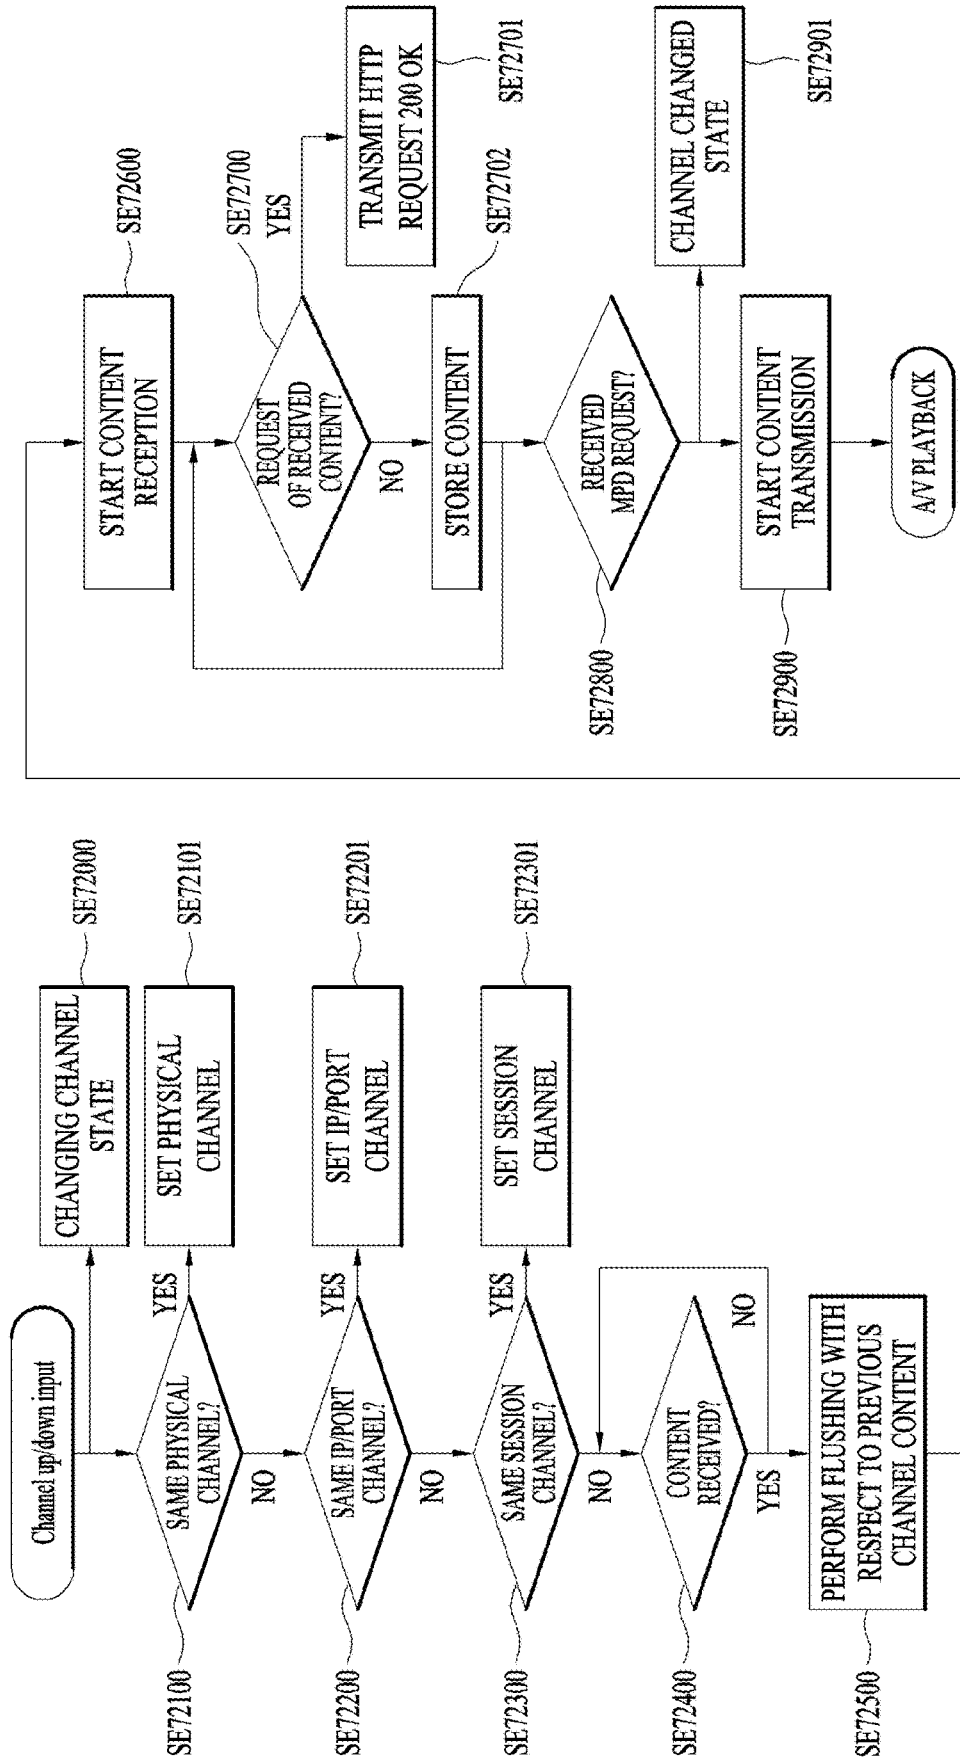 Channel up/down input
CHANGING CHANNEL
STATE
SE72000
SE72100
SAME PHYSICAL
CHANNEL?
YES
SET PHYSICAL
CHANNEL
SE72101
NO
SE72200
SAME IP/PORT
CHANNEL?
YES
SET IP/PORT
CHANNEL
SE72201
NO
SE72300
SAME SESSION
CHANNEL?
YES
SET SESSION
CHANNEL
SE72301
NO
SE72400
CONTENT
RECEIVED?
NO
YES
SE72500
PERFORM FLUSHING WITH
RESPECT TO PREVIOUS
CHANNEL CONTENT
START CONTENT
RECEPTION
SE72600
REQUEST
OF RECEIVED
CONTENT?
SE72700
YES
TRANSMIT HTTP
REQUEST 200 OK
SE72701
NO
STORE CONTENT
SE72702
SE72800
RECEIVED
MPD REQUEST?
CHANNEL CHANGED
STATE
SE72901
SE72900
START CONTENT
TRANSMISSION
A/V PLAYBACK